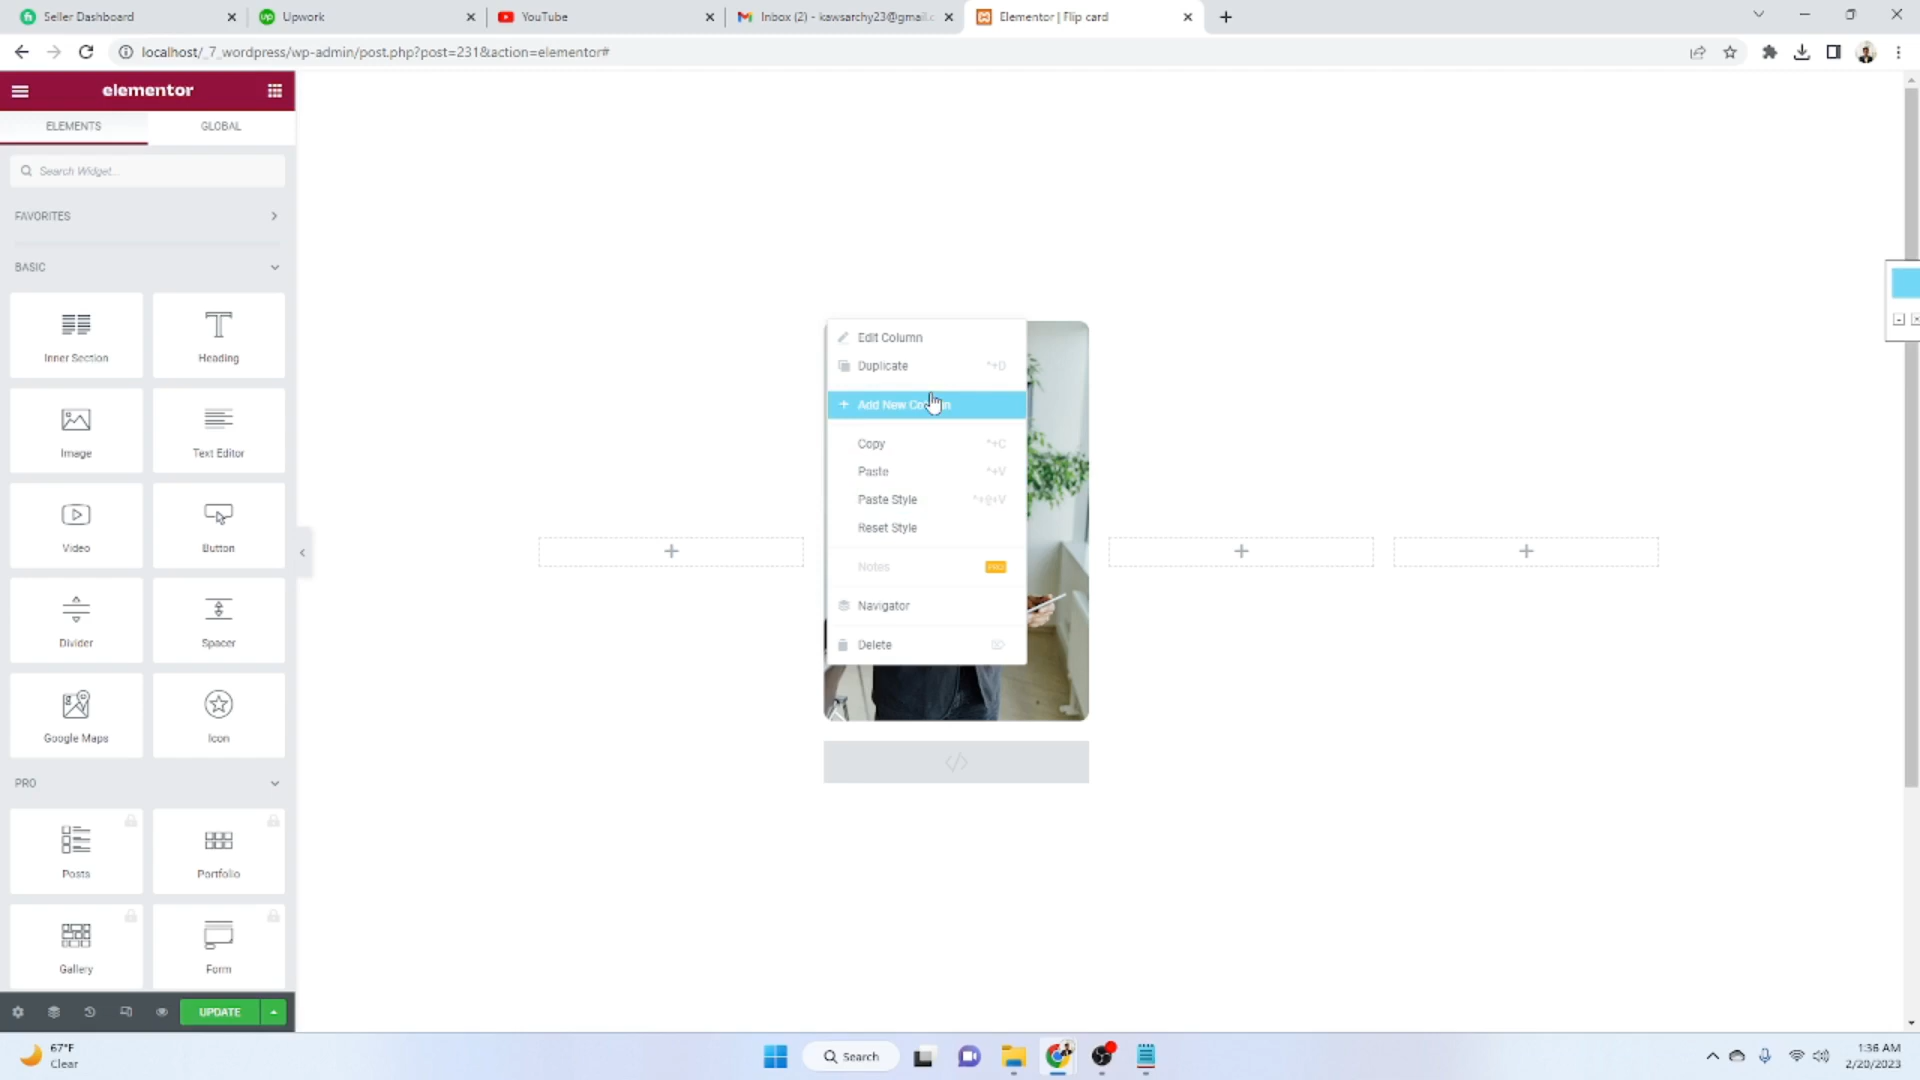 Seller Dashboard
Upwork
YouTube
Inbox (2) - kawsarchy23@gmail.c
Elementor | Flip card
localhost/_7_wordpress/wp-admin/post.php?post=231&action=elementor#
elementor
ELEMENTS
GLOBAL
Search Widget...
FAVORITES
BASIC
Inner Section
Heading
Image
Text Editor
Video
Button
Divider
Spacer
Google Maps
Icon
PRO
Posts
Portfolio
Gallery
Form
UPDATE
Edit Column
Duplicate ^+D
Add New Column
Copy ^+C
Paste ^+V
Paste Style ^+⇧+V
Reset Style
Notes PRO
Navigator
Delete
67°F
Clear
Search
1:36 AM
2/20/2023